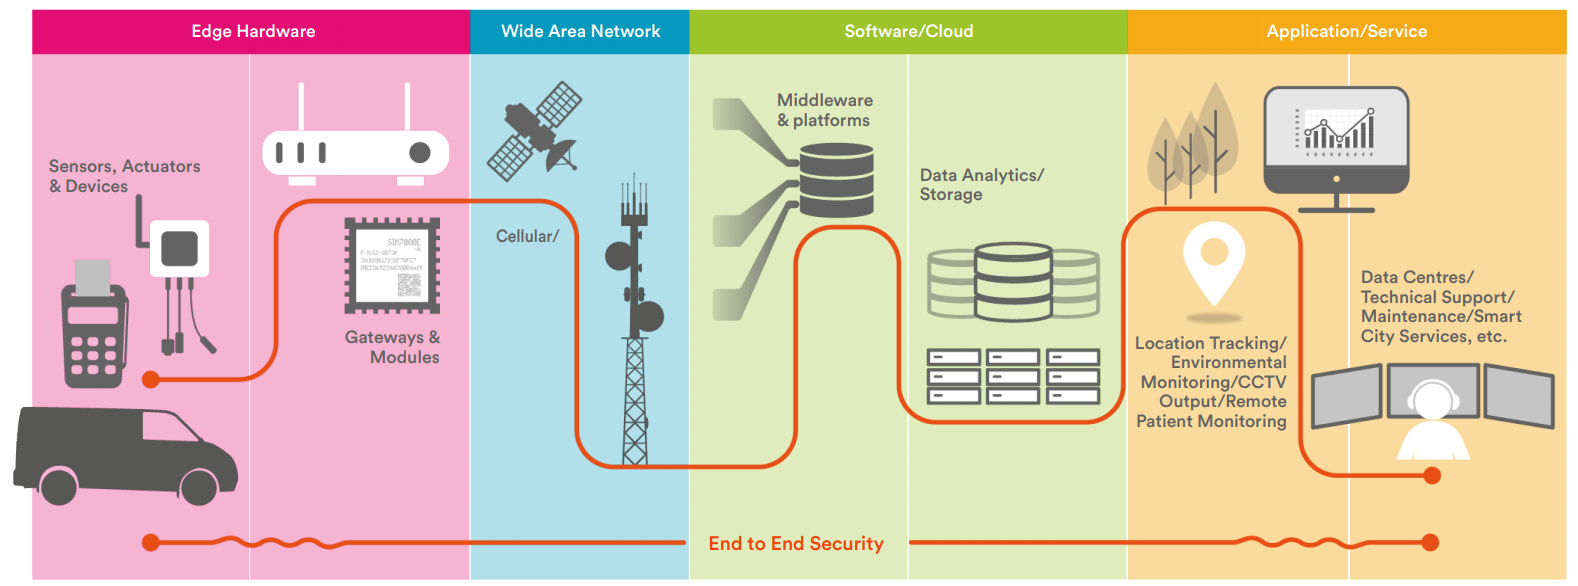 Edge Hardware
Wide Area Network
Software/Cloud
Application/Service
Sensors, Actuators
& Devices
SIM7000E
Gateways &
Modules
Cellular/
Middleware
& platforms
Data Analytics/
Storage
Location Tracking/
Environmental
Monitoring/CCTV
Output/Remote
Patient Monitoring
Data Centres/
Technical Support/
Maintenance/Smart
City Services, etc.
End to End Security